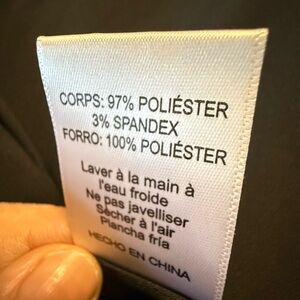 CORPS: 97% POLIÉSTER
3% SPANDEX
FORRO: 100% POLIÉSTER
Laver à la main à
l'eau froide
Ne pas javelliser
Sècher à l'air
Plancha fría
HECHO EN CHINA